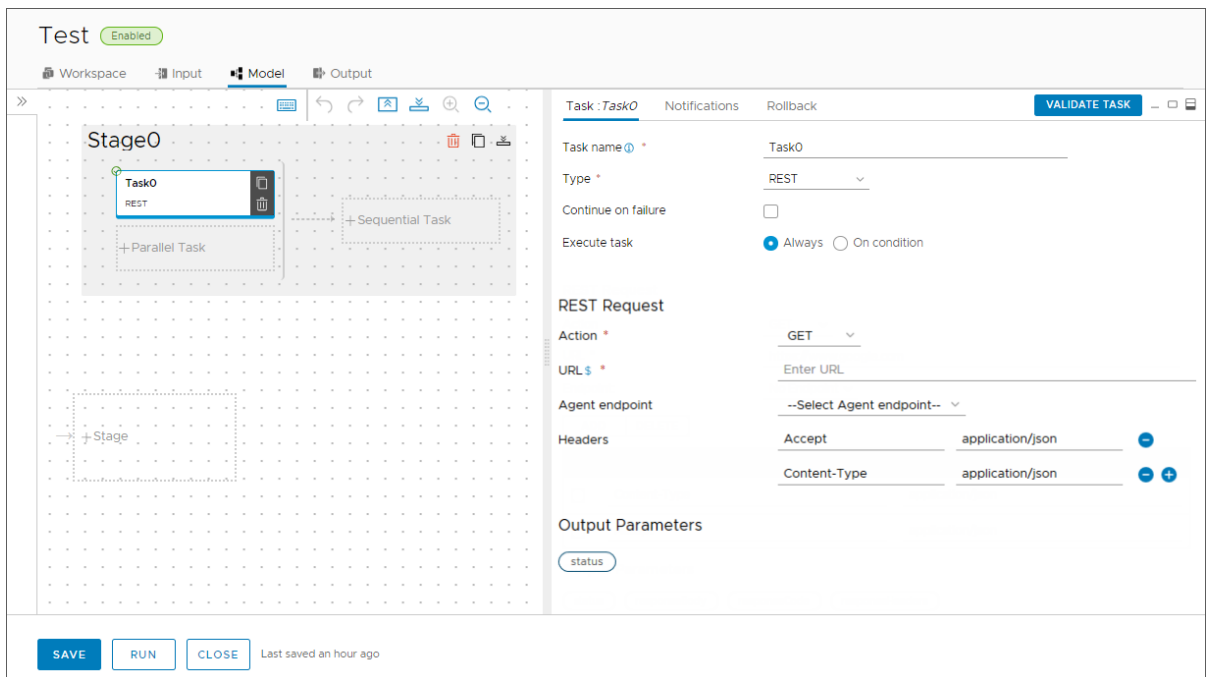 Test Enabled
Workspace Input Model Output
Task :Task0 Notifications Rollback VALIDATE TASK
Stage0
Task0
REST
+Sequential Task
+Parallel Task
+Stage
Task name *
Task0
Type *
REST
Continue on failure
Execute task
Always On condition
REST Request
Action *
GET
URL $ *
Enter URL
Agent endpoint
--Select Agent endpoint--
Headers
Accept application/json
Content-Type application/json
Output Parameters
status
SAVE RUN CLOSE Last saved an hour ago